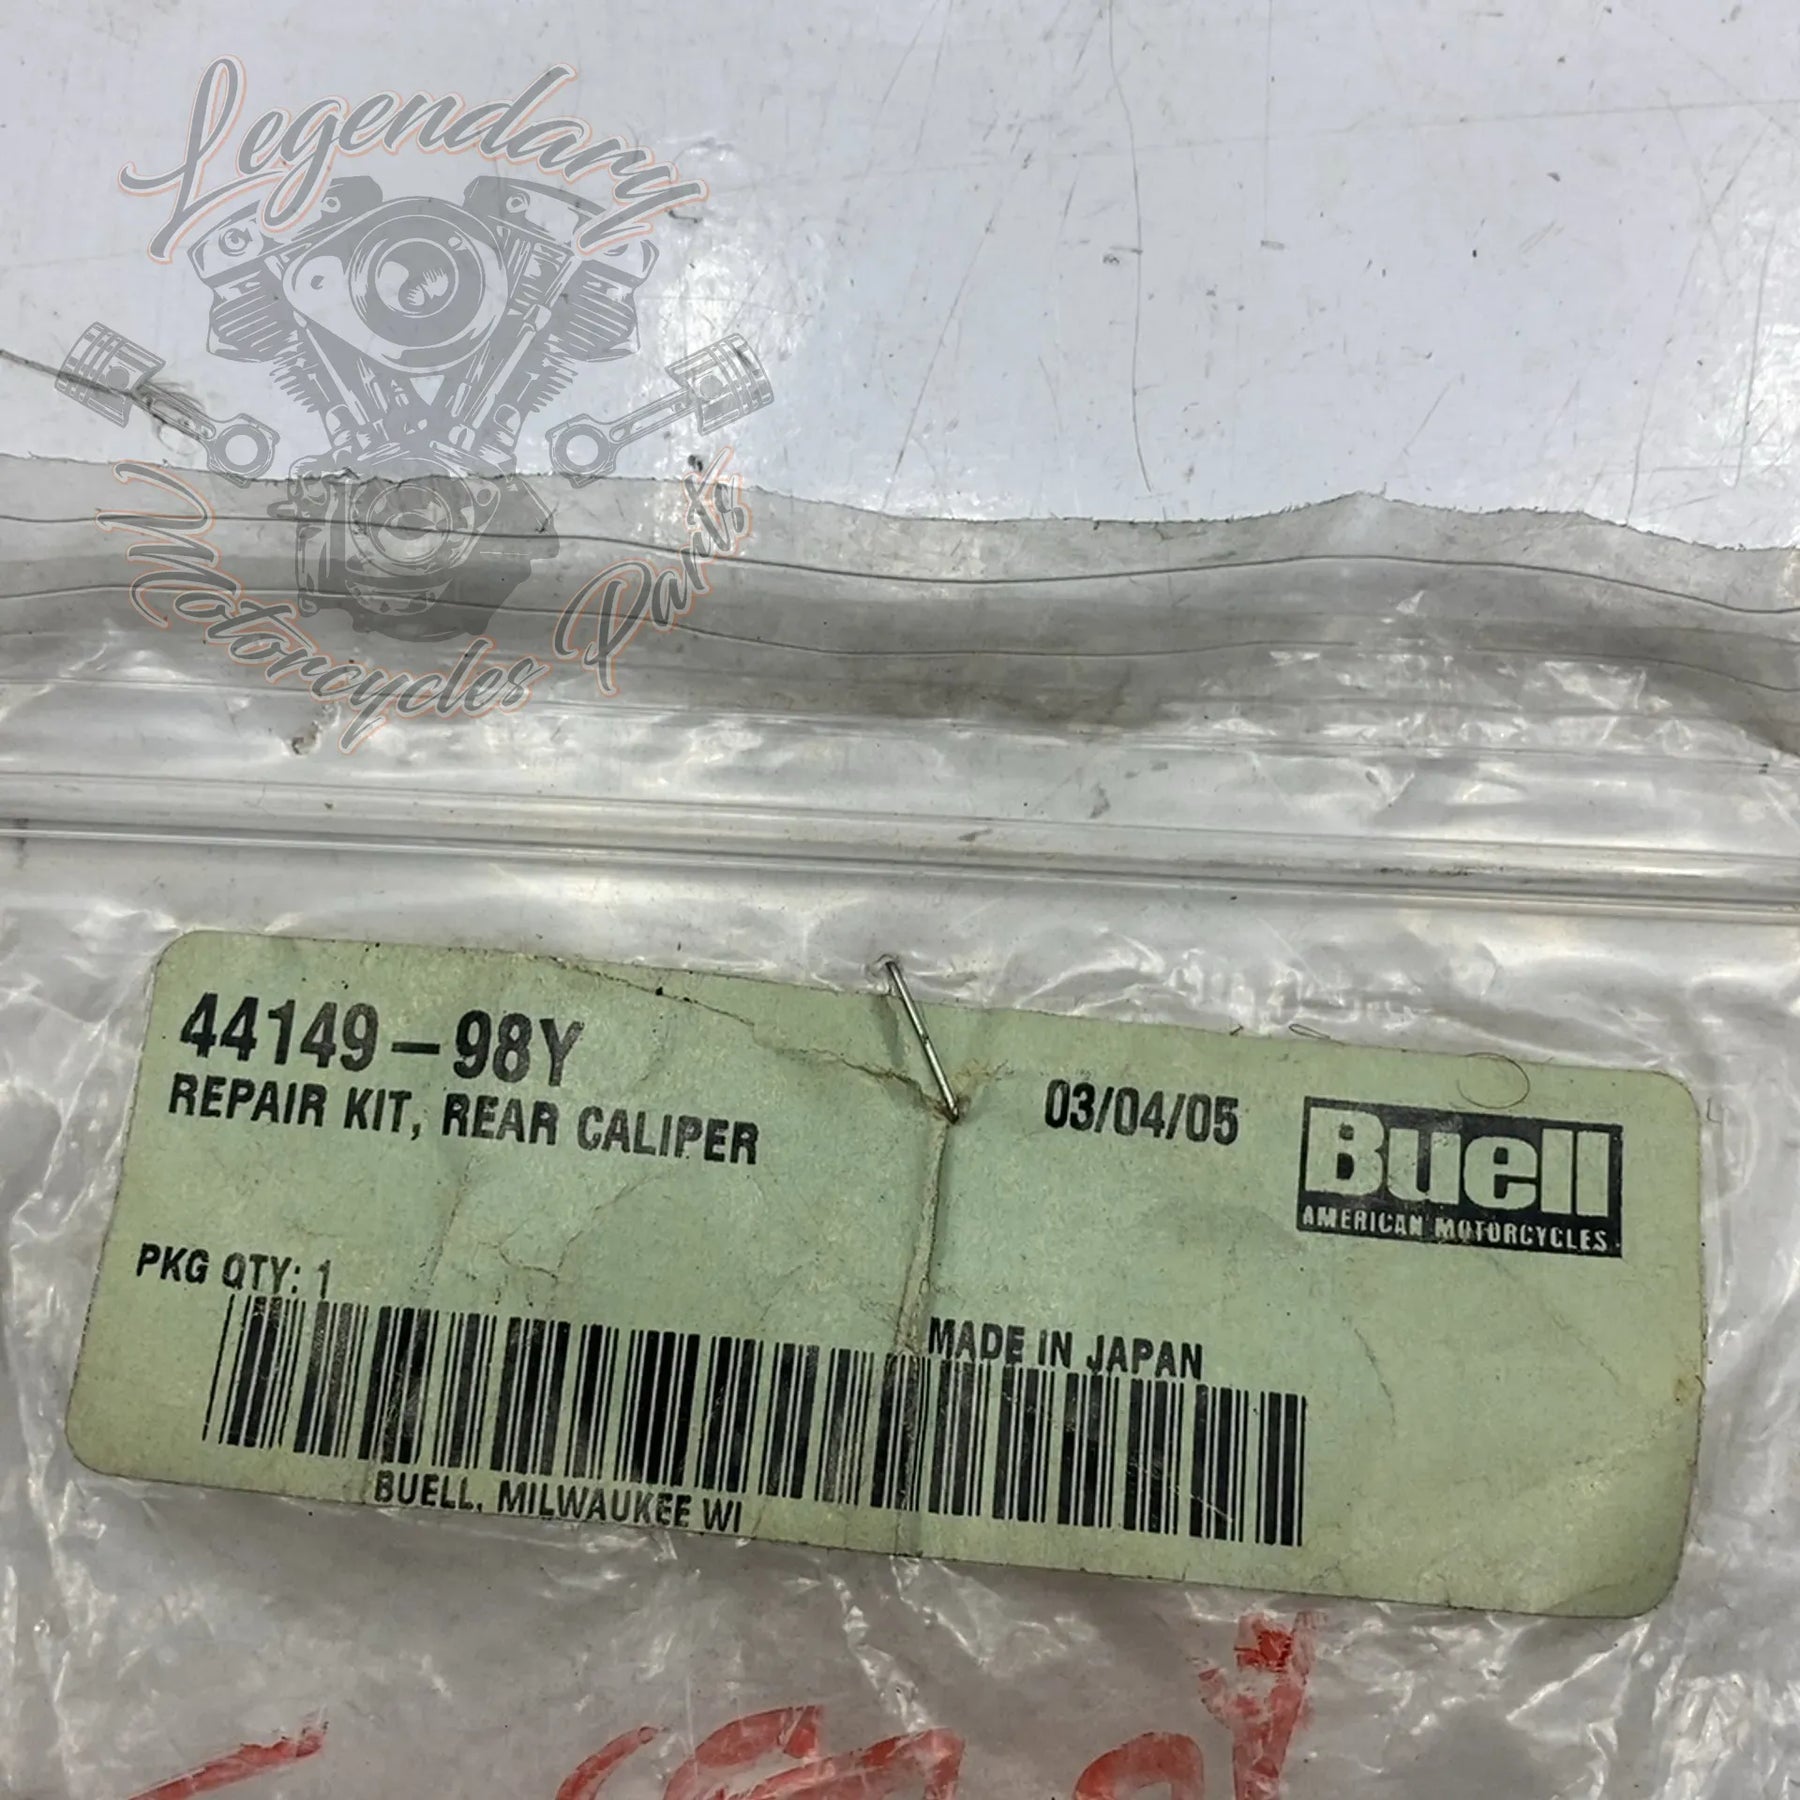 Legendary
Motorcycles Parts
44149-98Y
REPAIR KIT, REAR CALIPER
03/04/05
Buell
AMERICAN MOTORCYCLES
PKG QTY: 1
MADE IN JAPAN
BUELL, MILWAUKEE WI